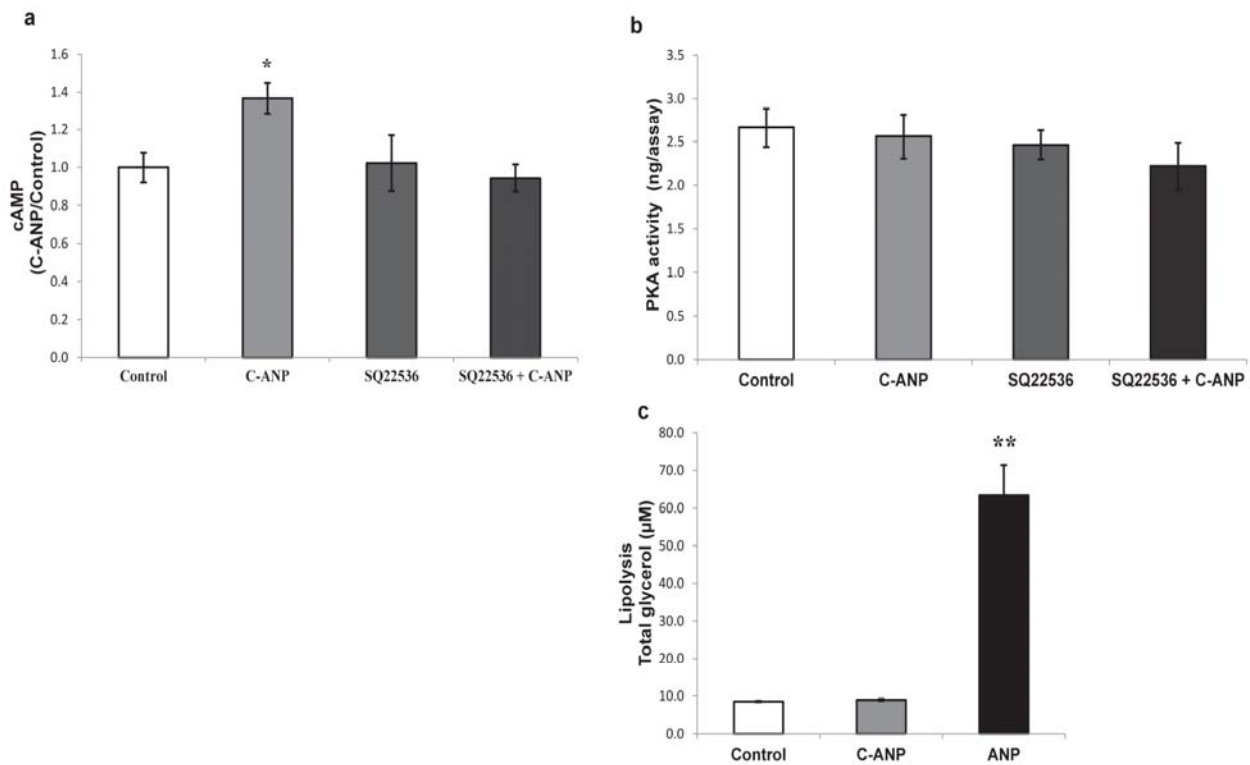 a
cAMP
(C-ANP/Control)
1.6
1.4
1.2
1.0
0.8
0.6
0.4
0.2
0.0
*
Control C-ANP SQ22536 SQ22536 + C-ANP
b
PKA activity (ng/assay)
3.5
3.0
2.5
2.0
1.5
1.0
0.5
0.0
Control C-ANP SQ22536 SQ22536 + C-ANP
c
Lipolysis
Total glycerol (µM)
80.0
70.0
60.0
50.0
40.0
30.0
20.0
10.0
0.0
**
Control C-ANP ANP